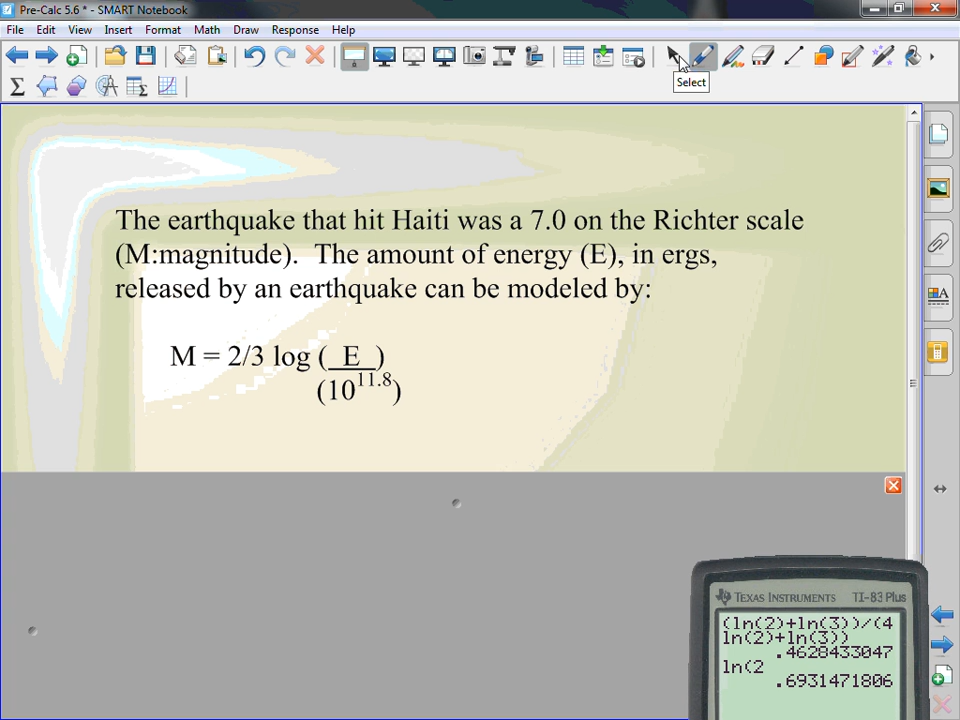 Pre-Calc 5.6 * - SMART Notebook
File Edit View Insert Format Math Draw Response Help
Select
The earthquake that hit Haiti was a 7.0 on the Richter scale
(M:magnitude). The amount of energy (E), in ergs,
released by an earthquake can be modeled by:
M = 2/3 log ( E )
(10^11.8)
TEXAS INSTRUMENTS TI-83 Plus
(ln(2)+ln(3))/(4
ln(2)+ln(3))
.4628433047
ln(2
.6931471806